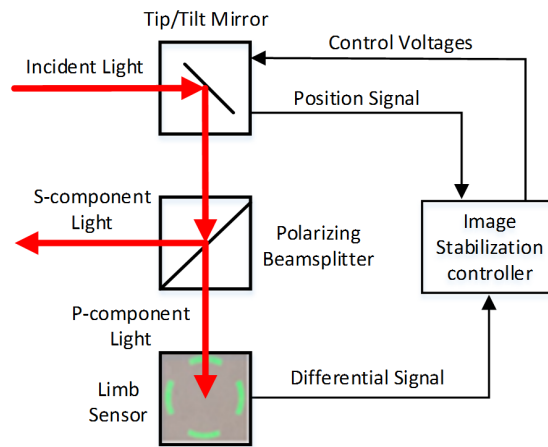 Tip/Tilt Mirror
Incident Light
Control Voltages
Position Signal
S-component
Light
Polarizing
Beamsplitter
Image
Stabilization
controller
P-component
Light
Limb
Sensor
Differential Signal